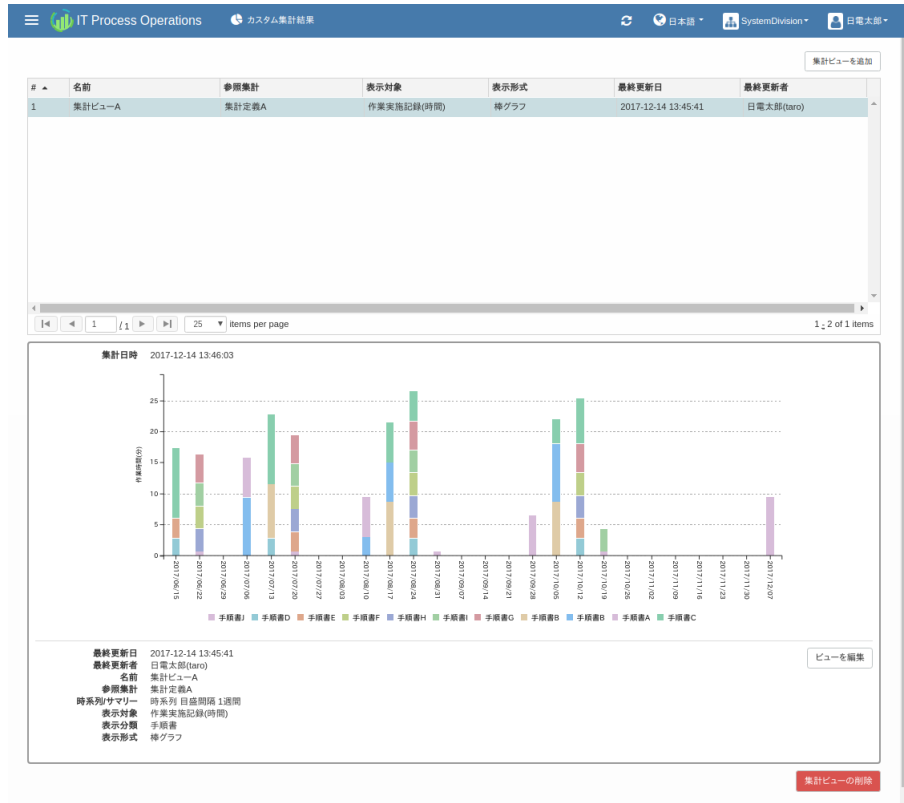 IT Process Operations カスタム集計結果 日本語 SystemDivision 日電太郎
集計ビューを追加
# 名前 参照集計 表示対象 表示形式 最終更新日 最終更新者
1 集計ビューA 集計定義A 作業実施記録(時間) 棒グラフ 2017-12-14 13:45:41 日電太郎(taro)
1 / 1 25 items per page 1 - 2 of 1 items
集計日時 2017-12-14 13:46:03
作業時間(分)
25
20
15
10
5
0
2017/06/15 2017/06/22 2017/06/29 2017/07/06 2017/07/13 2017/07/20 2017/07/27 2017/08/03 2017/08/10 2017/08/17 2017/08/24 2017/08/31 2017/09/07 2017/09/14 2017/09/21 2017/09/28 2017/10/05 2017/10/12 2017/10/19 2017/10/26 2017/11/02 2017/11/09 2017/11/16 2017/11/23 2017/11/30 2017/12/07
手順書J 手順書D 手順書E 手順書F 手順書H 手順書I 手順書G 手順書B 手順書B 手順書A 手順書C
最終更新日 2017-12-14 13:45:41
ビューを編集
最終更新者 日電太郎(taro)
名前 集計ビューA
参照集計 集計定義A
時系列/サマリー 時系列 目盛間隔 1週間
表示対象 作業実施記録(時間)
表示分類 手順書
表示形式 棒グラフ
集計ビューの削除